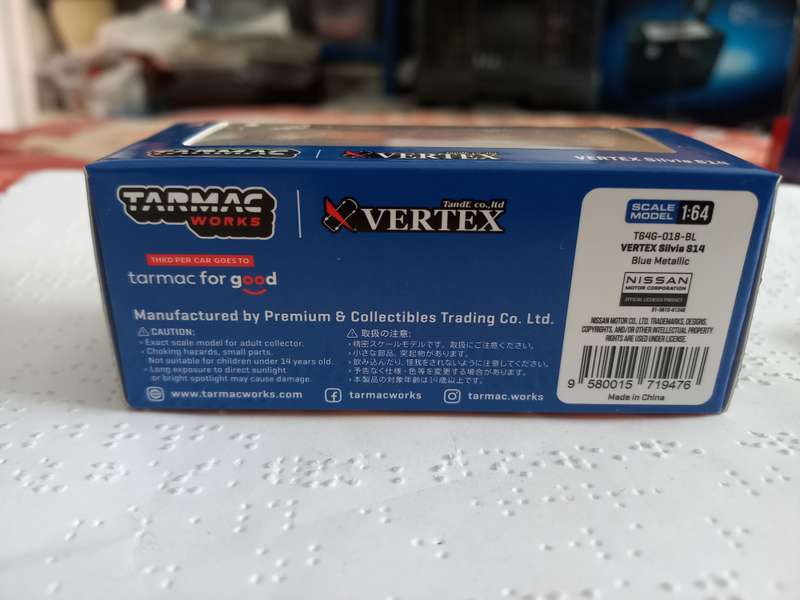 TARMAC WORKS
VERTEX
VERTEX Silvia S14
TARMAC
WORKS
TandE co.,ltd
VERTEX
1HKD PER CAR GOES TO
tarmac for good
Manufactured by Premium & Collectibles Trading Co. Ltd.
CAUTION:
• Exact scale model for adult collector.
• Choking hazards, small parts.
Not suitable for children under 14 years old.
• Long exposure to direct sunlight
or bright spotlight may cause damage.
取扱の注意:
・精密スケールモデルです。取扱にご注意ください。
・小さな部品、突起物があります。
・飲み込んだり、怪我をされないように注意してください。
・予告なく仕様・色等を変更する場合があります。
・本製品の対象年齢は14歳以上です。
www.tarmacworks.com
tarmacworks
tarmac.works
SCALE MODEL 1:64
T64G-018-BL
VERTEX Silvia S14
Blue Metallic
NISSAN
MOTOR CORPORATION
OFFICIAL LICENSED PRODUCT
NISSAN MOTOR CO., LTD. TRADEMARKS, DESIGNS,
COPYRIGHTS, AND/OR OTHER INTELLECTUAL PROPERTY
RIGHTS ARE USED UNDER LICENSE.
9 580015 719476
Made in China